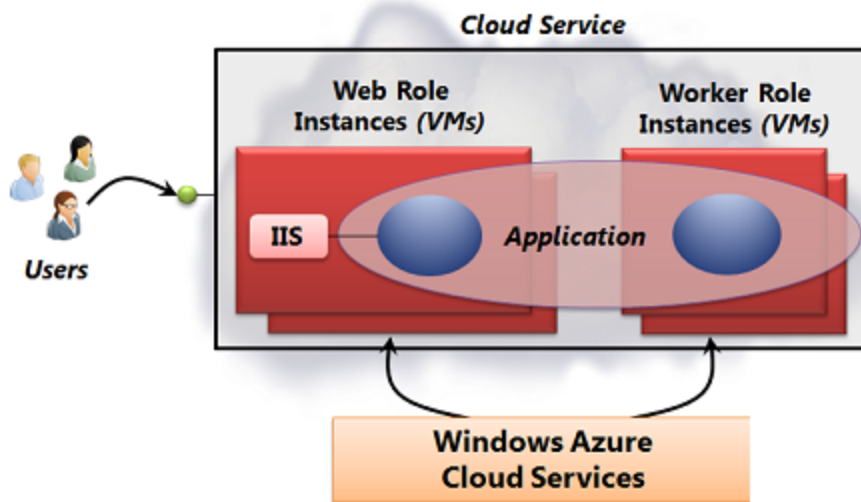 Cloud Service
Web Role
Instances (VMs)
Worker Role
Instances (VMs)
IIS
Application
Users
Windows Azure
Cloud Services